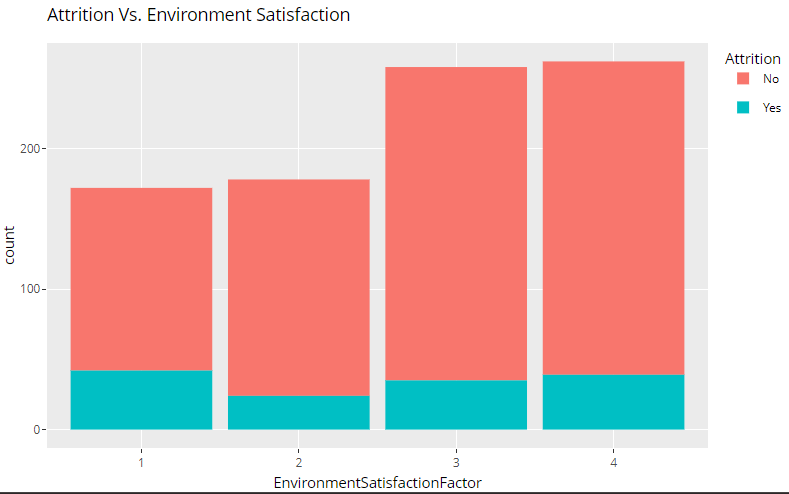 Attrition Vs. Environment Satisfaction
Attrition
No
Yes
200
100
0
count
1 2 3 4
EnvironmentSatisfactionFactor